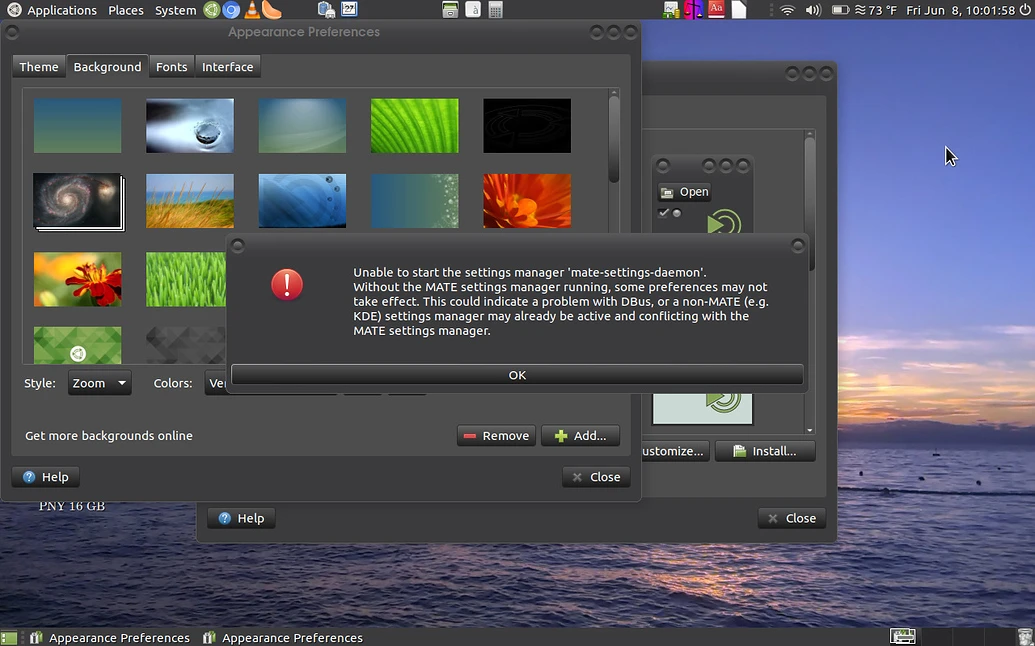 Applications Places System
27
a
Aa
73 °F Fri Jun 8, 10:01:58
Appearance Preferences
Theme Background Fonts Interface
Open
Unable to start the settings manager 'mate-settings-daemon'.
Without the MATE settings manager running, some preferences may not
take effect. This could indicate a problem with DBus, or a non-MATE (e.g.
KDE) settings manager may already be active and conflicting with the
MATE settings manager.
OK
Style: Zoom Colors: Ve
Get more backgrounds online
Remove Add...
ustomize... Install...
Help Close
PNY 16 GB
Help Close
Appearance Preferences Appearance Preferences